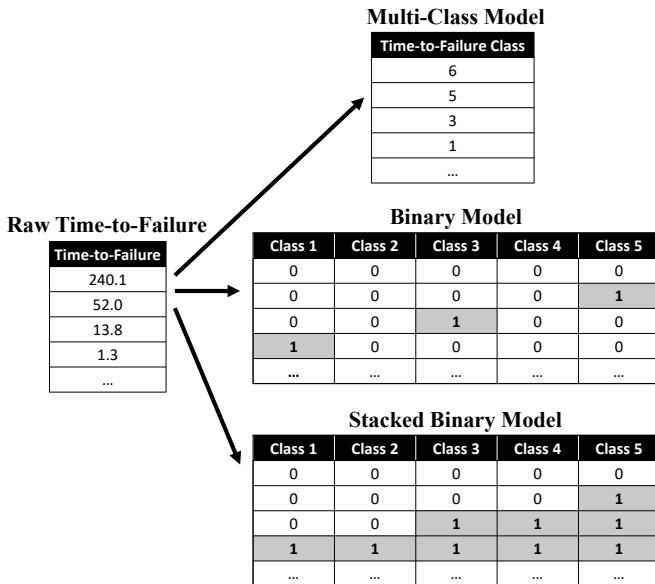 Multi-Class Model
Time-to-Failure Class
6
5
3
1
...
Raw Time-to-Failure
Time-to-Failure
240.1
52.0
13.8
1.3
...
Binary Model
Class 1 Class 2 Class 3 Class 4 Class 5
0 0 0 0 0
0 0 0 0 1
0 0 1 0 0
1 0 0 0 0
... ... ... ... ...
Stacked Binary Model
Class 1 Class 2 Class 3 Class 4 Class 5
0 0 0 0 0
0 0 0 0 1
0 0 1 1 1
1 1 1 1 1
... ... ... ... ...